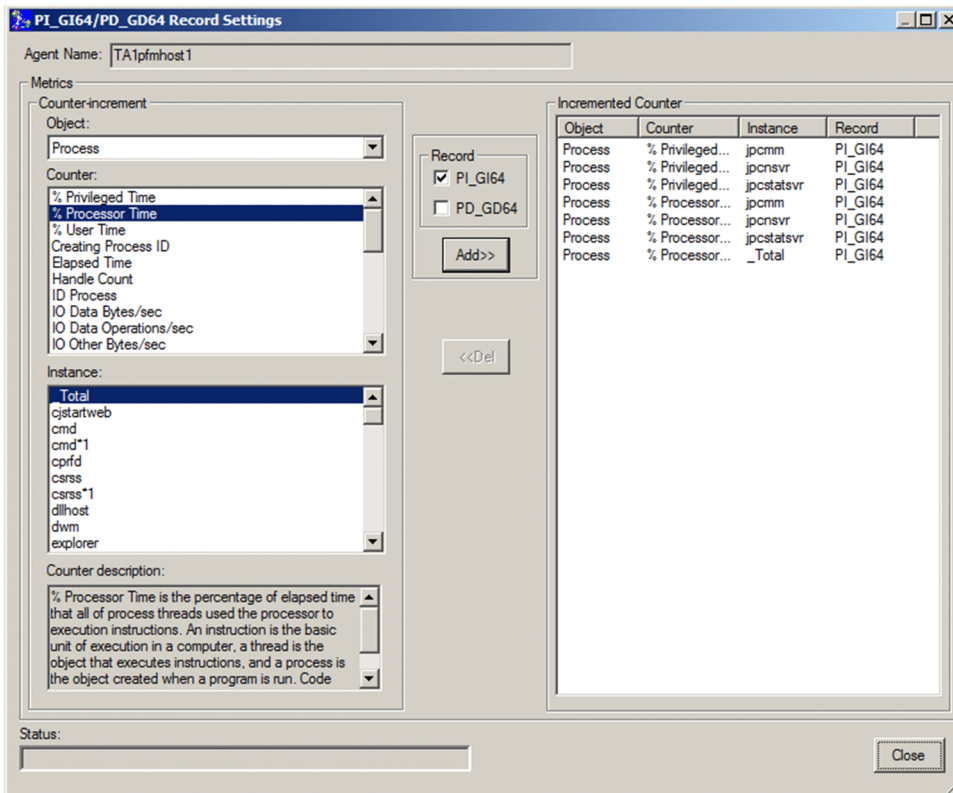 PI_GI64/PD_GD64 Record Settings
Agent Name: TA1pfmhost1
Metrics
Counter-increment
Object:
Process
Counter:
% Privileged Time
% Processor Time
% User Time
Creating Process ID
Elapsed Time
Handle Count
ID Process
IO Data Bytes/sec
IO Data Operations/sec
IO Other Bytes/sec
Instance:
_Total
cjstartweb
cmd
cmd*1
cprfd
csrss
csrss*1
dllhost
dwm
explorer
Counter description:
% Processor Time is the percentage of elapsed time
that all of process threads used the processor to
execution instructions. An instruction is the basic
unit of execution in a computer, a thread is the
object that executes instructions, and a process is
the object created when a program is run. Code
Record
PI_GI64
PD_GD64
Add>>
<<Del
Incremented Counter
Object Counter Instance Record
Process % Privileged... jpcmm PI_GI64
Process % Privileged... jpcnsvr PI_GI64
Process % Privileged... jpcstatsvr PI_GI64
Process % Processor... jpcmm PI_GI64
Process % Processor... jpcnsvr PI_GI64
Process % Processor... jpcstatsvr PI_GI64
Process % Processor... _Total PI_GI64
Status:
Close